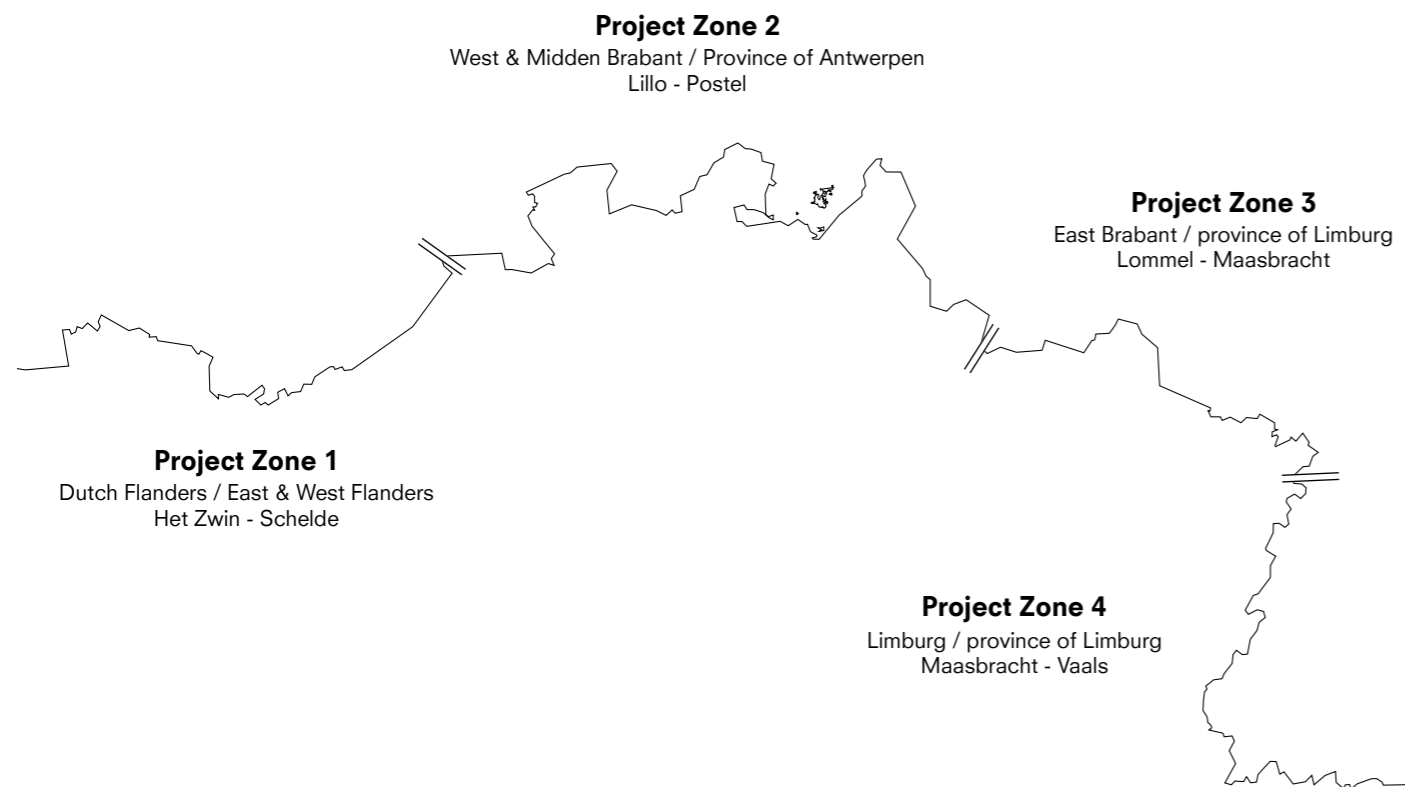 Project Zone 2
West & Midden Brabant / Province of Antwerpen
Lillo - Postel
Project Zone 3
East Brabant / province of Limburg
Lommel - Maasbracht
Project Zone 1
Dutch Flanders / East & West Flanders
Het Zwin - Schelde
Project Zone 4
Limburg / province of Limburg
Maasbracht - Vaals